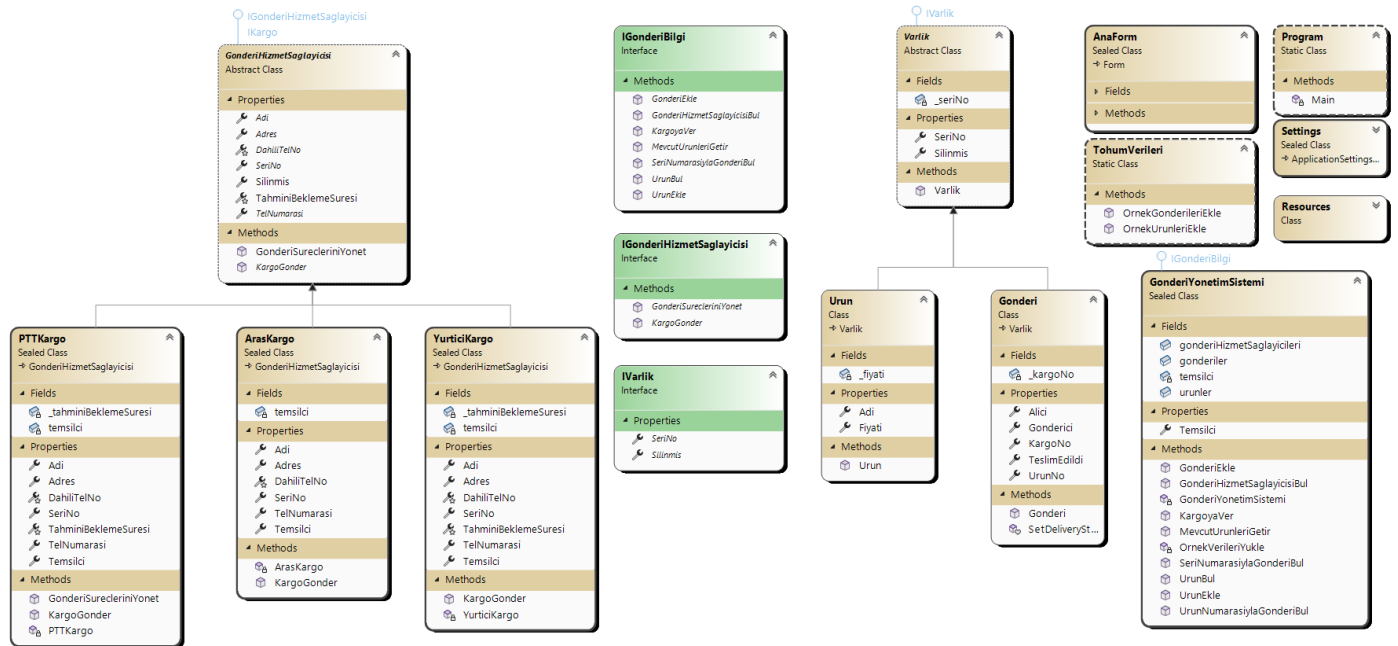 IGonderiHizmetSaglayicisi
IKargo
GonderiHizmetSaglayicisi
Abstract Class
Properties
Adi
Adres
DahiliTelNo
SeriNo
Silinmis
TahminiBeklemeSuresi
TelNumarasi
Methods
GonderiSurecleriniYonet
KargoGonder
PTTKargo
Sealed Class
GonderiHizmetSaglayicisi
Fields
_tahminiBeklemeSuresi
temsilci
Properties
Adi
Adres
DahiliTelNo
SeriNo
TahminiBeklemeSuresi
TelNumarasi
Temsilci
Methods
GonderiSurecleriniYonet
KargoGonder
PTTKargo
ArasKargo
Sealed Class
GonderiHizmetSaglayicisi
Fields
temsilci
Properties
Adi
Adres
DahiliTelNo
SeriNo
TelNumarasi
Temsilci
Methods
ArasKargo
KargoGonder
YurticiKargo
Sealed Class
GonderiHizmetSaglayicisi
Fields
_tahminiBeklemeSuresi
temsilci
Properties
Adi
Adres
DahiliTelNo
SeriNo
TahminiBeklemeSuresi
TelNumarasi
Temsilci
Methods
KargoGonder
YurticiKargo
IGonderiBilgi
Interface
Methods
GonderiEkle
GonderiHizmetSaglayicisiBul
KargoyaVer
MevcutUrunleriGetir
SeriNumarasiylaGonderiBul
UrunBul
UrunEkle
IGonderiHizmetSaglayicisi
Interface
Methods
GonderiSurecleriniYonet
KargoGonder
IVarlik
Interface
Properties
SeriNo
Silinmis
IVarlik
Varlik
Abstract Class
Fields
_seriNo
Properties
SeriNo
Silinmis
Methods
Varlik
Urun
Class
Varlik
Fields
_fiyati
Properties
Adi
Fiyati
Methods
Urun
Gonderi
Class
Varlik
Fields
_kargoNo
Properties
Alici
Gonderici
KargoNo
TeslimEdildi
UrunNo
Methods
Gonderi
SetDeliverySt...
AnaForm
Sealed Class
Form
Fields
Methods
TohumVerileri
Static Class
Methods
OrnekGonderileriEkle
OrnekUrunleriEkle
Program
Static Class
Methods
Main
Settings
Sealed Class
ApplicationSettings...
Resources
Class
IGonderiBilgi
GonderiYonetimSistemi
Sealed Class
Fields
gonderiHizmetSaglayicileri
gonderiler
temsilci
urunler
Properties
Temsilci
Methods
GonderiEkle
GonderiHizmetSaglayicisiBul
GonderiYonetimSistemi
KargoyaVer
MevcutUrunleriGetir
OrnekVerileriYukle
SeriNumarasiylaGonderiBul
UrunBul
UrunEkle
UrunNumarasiylaGonderiBul